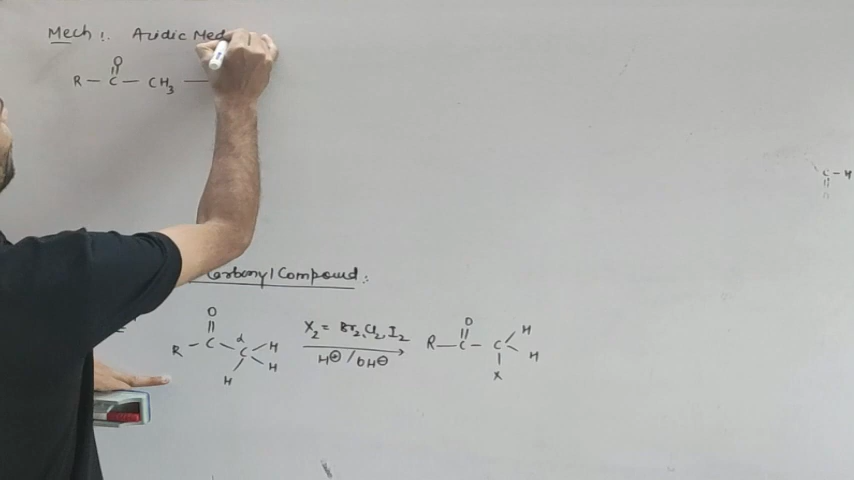 Mech :. Acidic Med
O
R — C — CH3 —
C - H
Carbonyl Compound :
O
R - C - C α H H H
X2 = Br2, Cl2, I2
H⊕ / OH⊖
O
R — C - C H H X